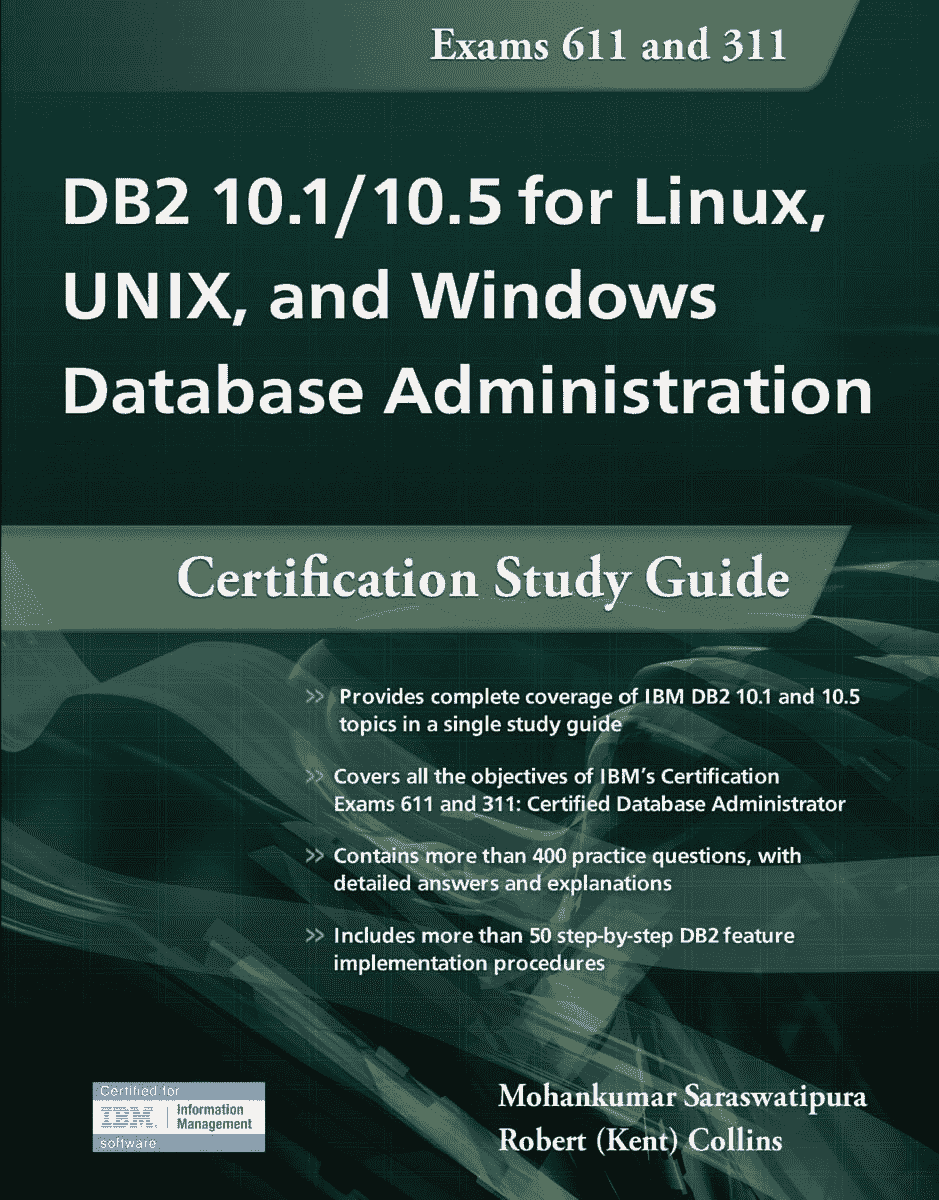 Exams 611 and 311
DB2 10.1/10.5 for Linux,
UNIX, and Windows
Database Administration
Certification Study Guide
>> Provides complete coverage of IBM DB2 10.1 and 10.5
topics in a single study guide
>> Covers all the objectives of IBM's Certification
Exams 611 and 311: Certified Database Administrator
>> Contains more than 400 practice questions, with
detailed answers and explanations
>> Includes more than 50 step-by-step DB2 feature
implementation procedures
Certified for
IBM | Information
Management
software
Mohankumar Saraswatipura
Robert (Kent) Collins